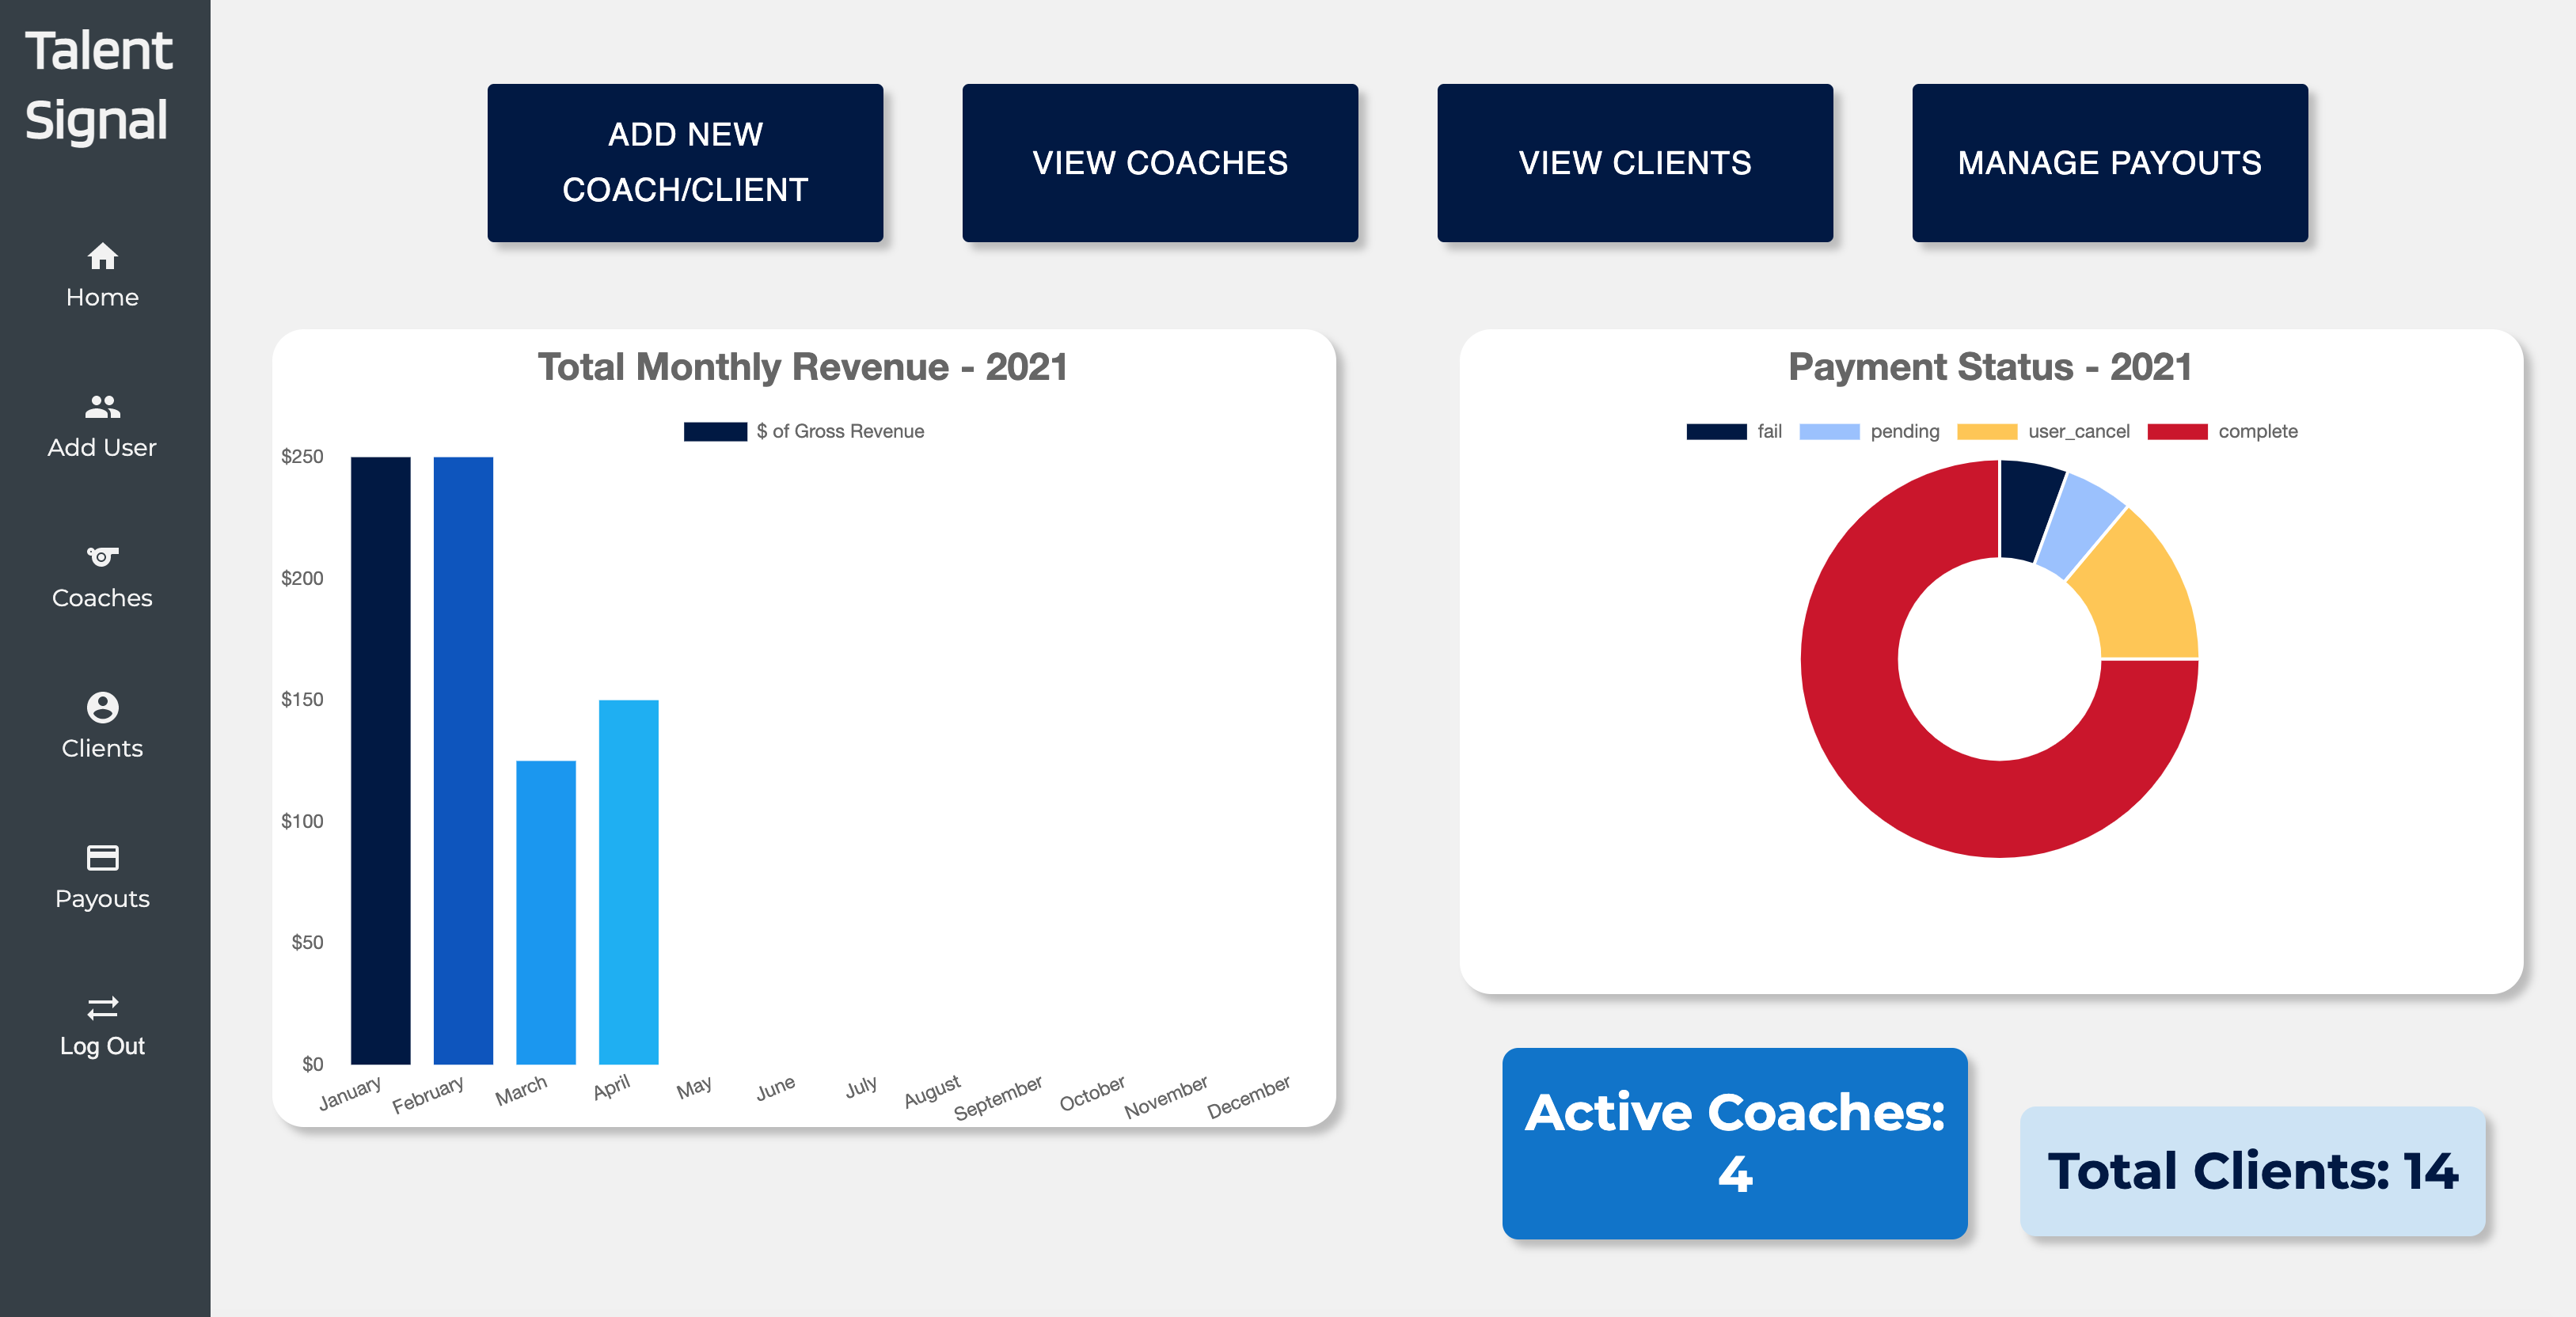 Talent
Signal
Home
Add User
Coaches
Clients
Payouts
Log Out
ADD NEW
COACH/CLIENT
VIEW COACHES
VIEW CLIENTS
MANAGE PAYOUTS
Total Monthly Revenue - 2021
$ of Gross Revenue
$250
$200
$150
$100
$50
$0
January
February
March
April
May
June
July
August
September
October
November
December
Payment Status - 2021
fail
pending
user_cancel
complete
Active Coaches:
4
Total Clients: 14